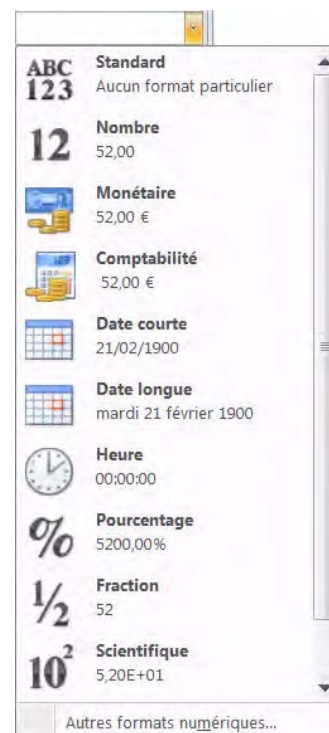 ABC
123
Standard
Aucun format particulier
12
Nombre
52,00
Monétaire
52,00 €
123
Comptabilité
52,00 €
Date courte
21/02/1900
Date longue
mardi 21 février 1900
Heure
00:00:00
%
Pourcentage
5200,00%
½
Fraction
52
10²
Scientifique
5,20E+01
Autres formats numériques...